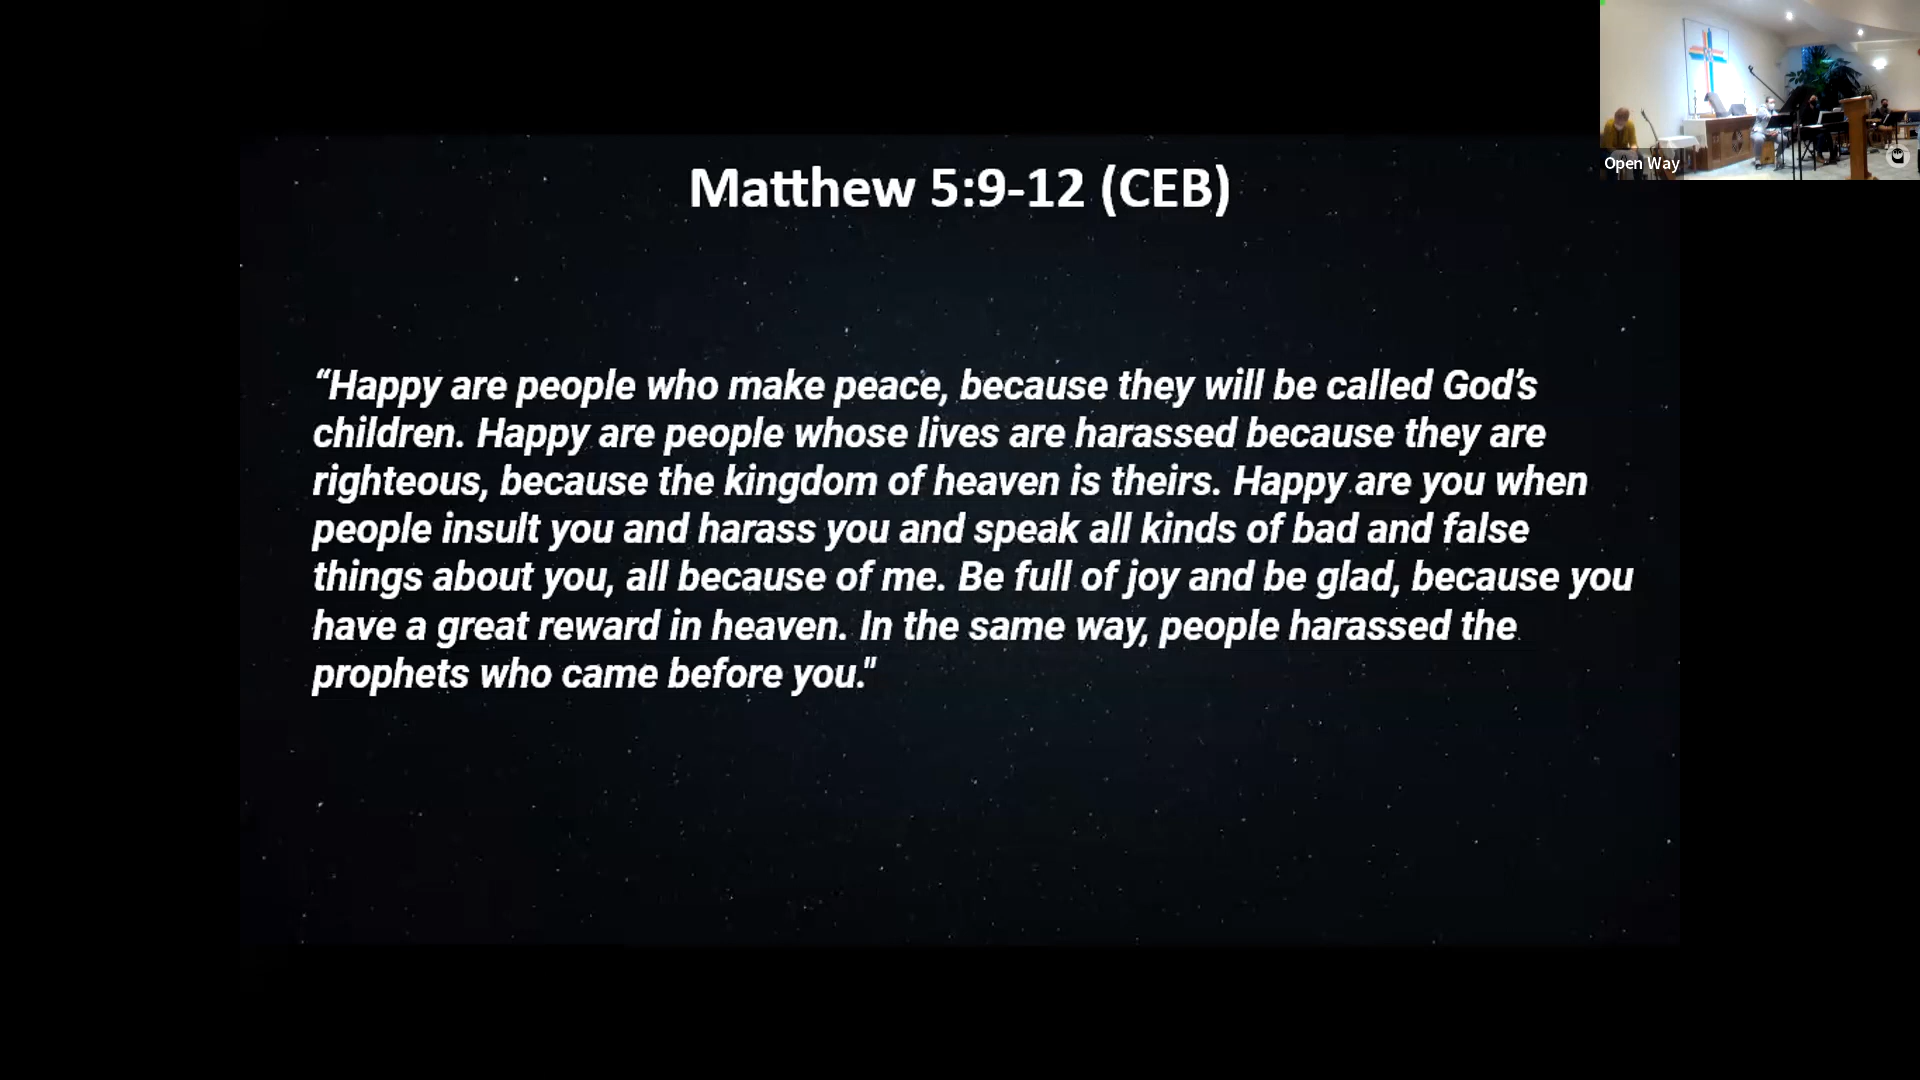 Matthew 5:9-12 (CEB)
“Happy are people who make peace, because they will be called God’s
children. Happy are people whose lives are harassed because they are
righteous, because the kingdom of heaven is theirs. Happy are you when
people insult you and harass you and speak all kinds of bad and false
things about you, all because of me. Be full of joy and be glad, because you
have a great reward in heaven. In the same way, people harassed the
prophets who came before you."
Open Way